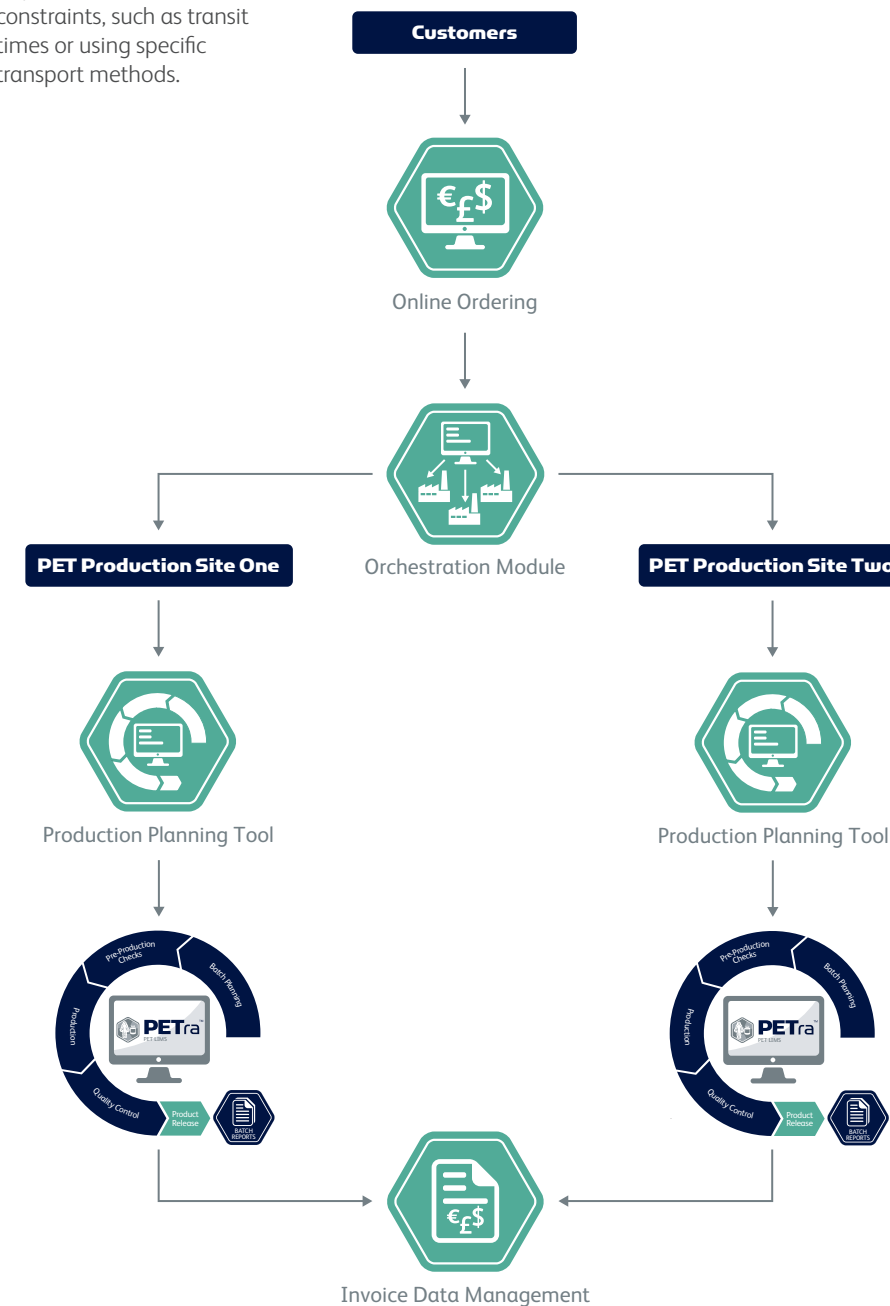 constraints, such as transit
times or using specific
transport methods.
Customers
€£$
Online Ordering
Orchestration Module
PET Production Site One
PET Production Site Two
Production Planning Tool
Production Planning Tool
Batch Planning
Pre-Production
Checks
Production
Quality Control
Product
Release
BATCH
REPORTS
PETra™
PET LIMS
Batch Planning
Pre-Production
Checks
Production
Quality Control
Product
Release
BATCH
REPORTS
PETra™
PET LIMS
€£$
Invoice Data Management